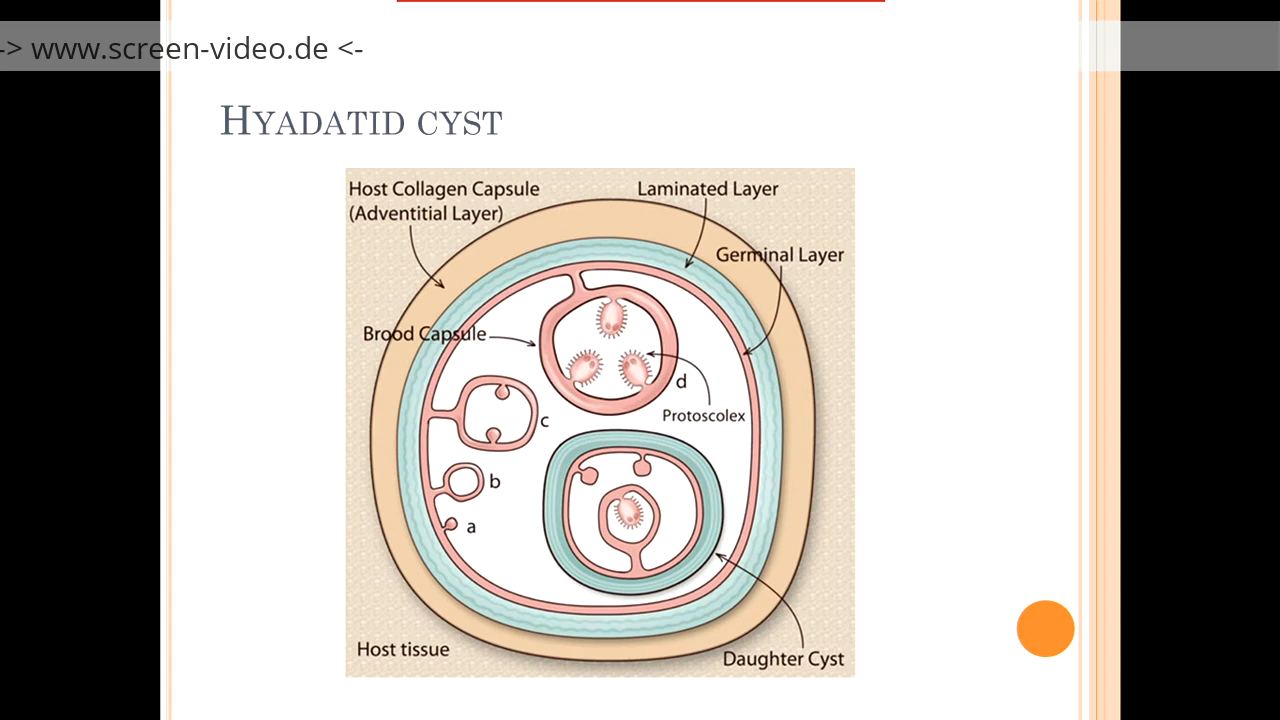 -> www.screen-video.de <-
HYADATID CYST
Host Collagen Capsule
(Adventitial Layer)
Laminated Layer
Germinal Layer
Brood Capsule
d
Protoscolex
c
b
a
Host tissue
Daughter Cyst